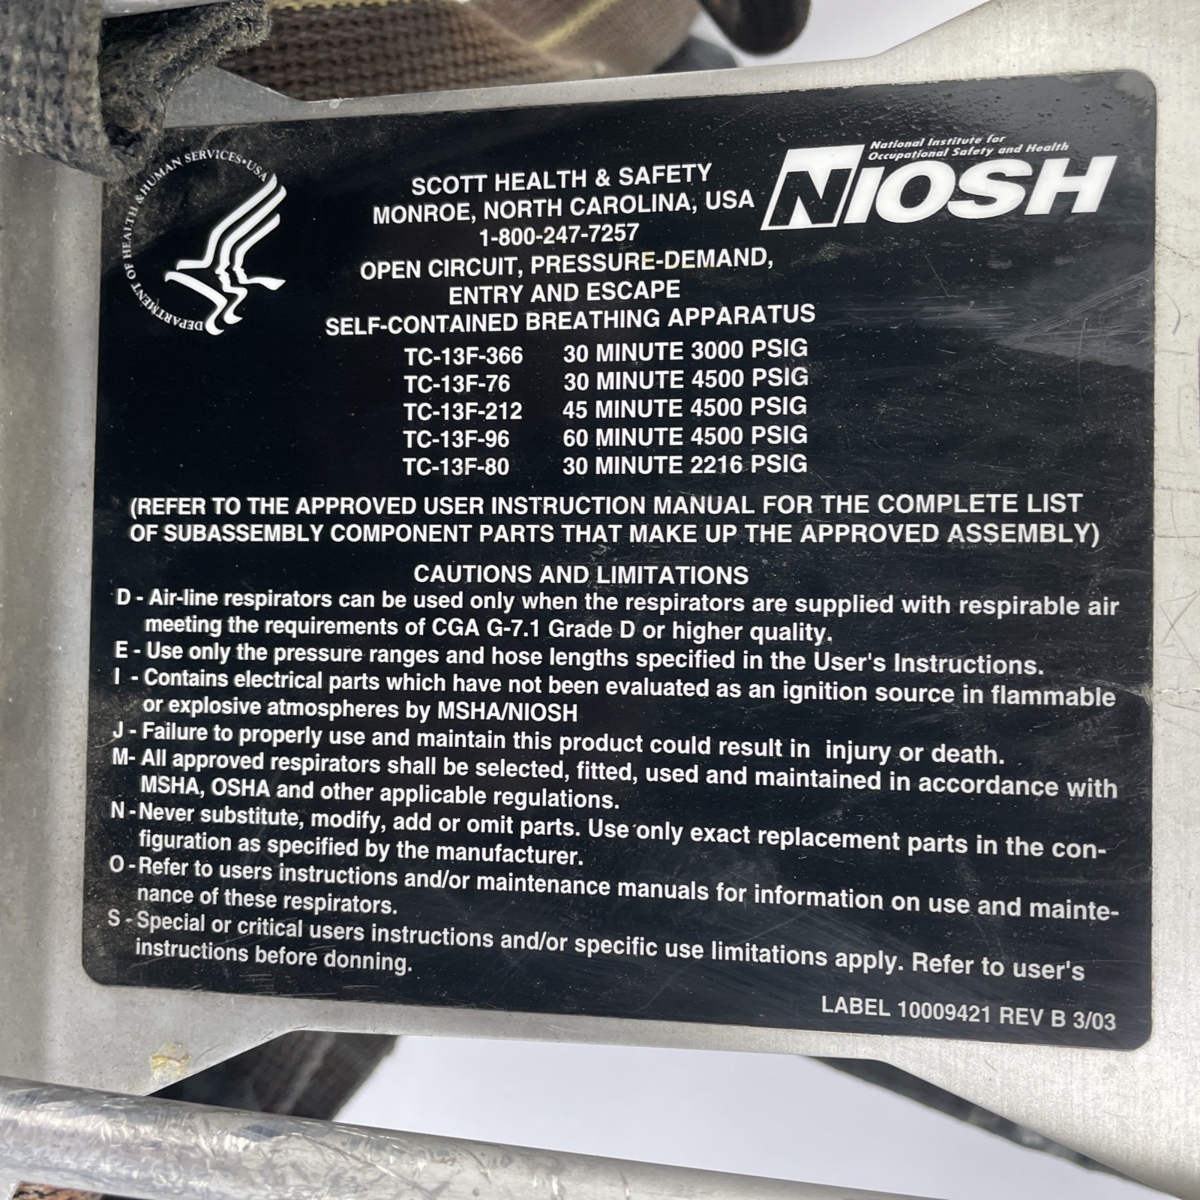 DEPARTMENT OF HEALTH & HUMAN SERVICES•USA
SCOTT HEALTH & SAFETY
MONROE, NORTH CAROLINA, USA
1-800-247-7257
National Institute for
Occupational Safety and Health
NIOSH
OPEN CIRCUIT, PRESSURE-DEMAND,
ENTRY AND ESCAPE
SELF-CONTAINED BREATHING APPARATUS
TC-13F-366 30 MINUTE 3000 PSIG
TC-13F-76 30 MINUTE 4500 PSIG
TC-13F-212 45 MINUTE 4500 PSIG
TC-13F-96 60 MINUTE 4500 PSIG
TC-13F-80 30 MINUTE 2216 PSIG
(REFER TO THE APPROVED USER INSTRUCTION MANUAL FOR THE COMPLETE LIST
OF SUBASSEMBLY COMPONENT PARTS THAT MAKE UP THE APPROVED ASSEMBLY)
CAUTIONS AND LIMITATIONS
D - Air-line respirators can be used only when the respirators are supplied with respirable air
meeting the requirements of CGA G-7.1 Grade D or higher quality.
E - Use only the pressure ranges and hose lengths specified in the User's Instructions.
I - Contains electrical parts which have not been evaluated as an ignition source in flammable
or explosive atmospheres by MSHA/NIOSH
J - Failure to properly use and maintain this product could result in injury or death.
M- All approved respirators shall be selected, fitted, used and maintained in accordance with
MSHA, OSHA and other applicable regulations.
N -Never substitute, modify, add or omit parts. Use only exact replacement parts in the con-
figuration as specified by the manufacturer.
O -Refer to users instructions and/or maintenance manuals for information on use and mainte-
nance of these respirators.
S - Special or critical users instructions and/or specific use limitations apply. Refer to user's
instructions before donning.
LABEL 10009421 REV B 3/03